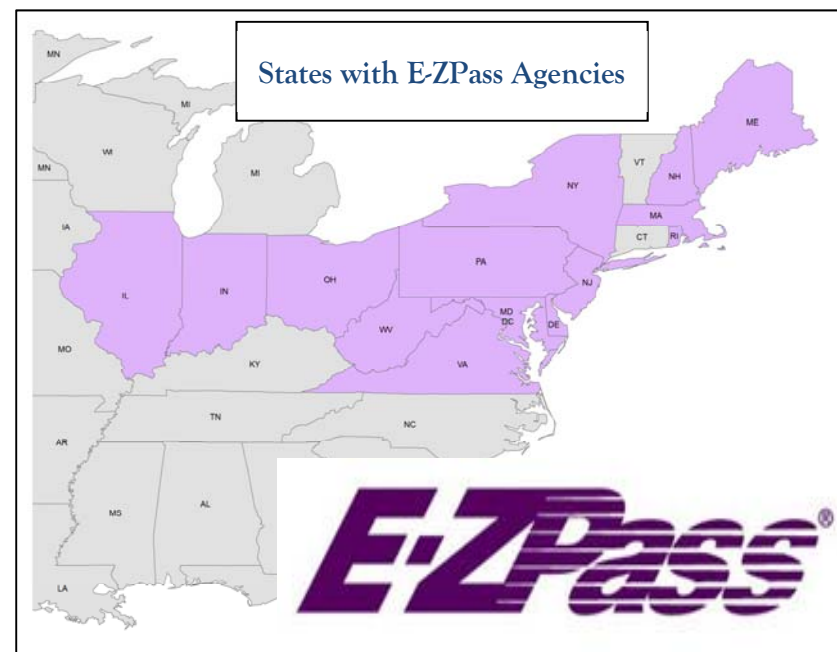 States with E-ZPass Agencies
MN
MI
ME
WI
VT
MN
MI
NH
NY
MA
IA
CT
RI
PA
OH
NJ
IL
IN
MD
DE
DC
WV
MO
KY
VA
TN
NC
AR
MS
AL
LA
E-ZPass®